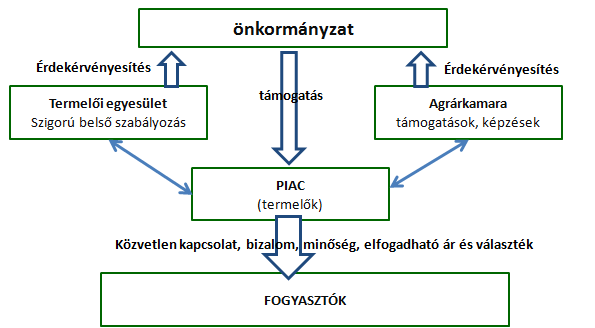 önkormányzat
Érdekérvényesítés
Érdekérvényesítés
támogatás
Termelői egyesület
Szigorú belső szabályozás
Agrárkamara
támogatások, képzések
PIAC
(termelők)
Közvetlen kapcsolat, bizalom, minőség, elfogadható ár és választék
FOGYASZTÓK